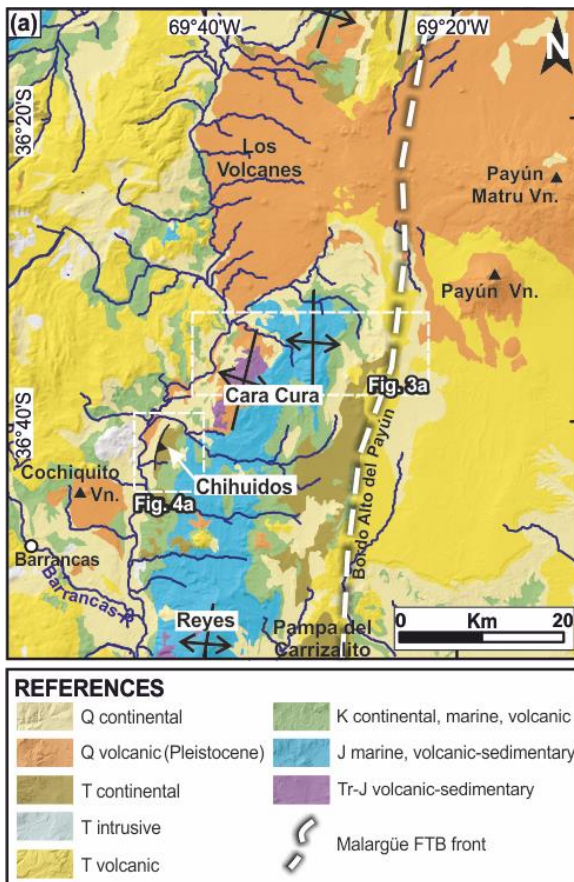 (a)
69°40'W
69°20'W
N
36°20'S
Los
Volcanes
Payún
Matru Vn.
Payún Vn.
Fig. 3a
Cara Cura
36°40'S
Cochiquito
Vn.
Chihuidos
Fig. 4a
Bordo Alto del Payún
Barrancas
Barrancas R.
Reyes
Pampa del
Carrizalito
Km
0
20
REFERENCES
Q continental
Q volcanic (Pleistocene)
T continental
T intrusive
T volcanic
K continental, marine, volcanic
J marine, volcanic-sedimentary
Tr-J volcanic-sedimentary
Malargüe FTB front